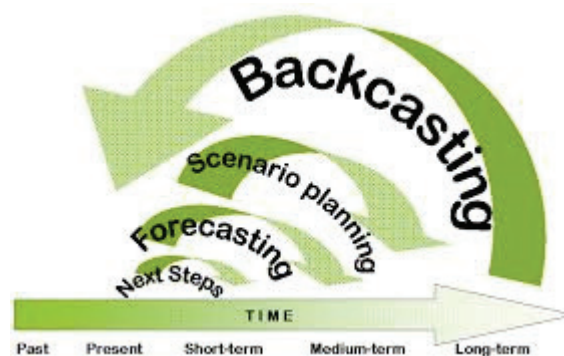 Backcasting
Scenario planning
Forecasting
Next Steps
TIME
Past Present Short-term Medium-term Long-term